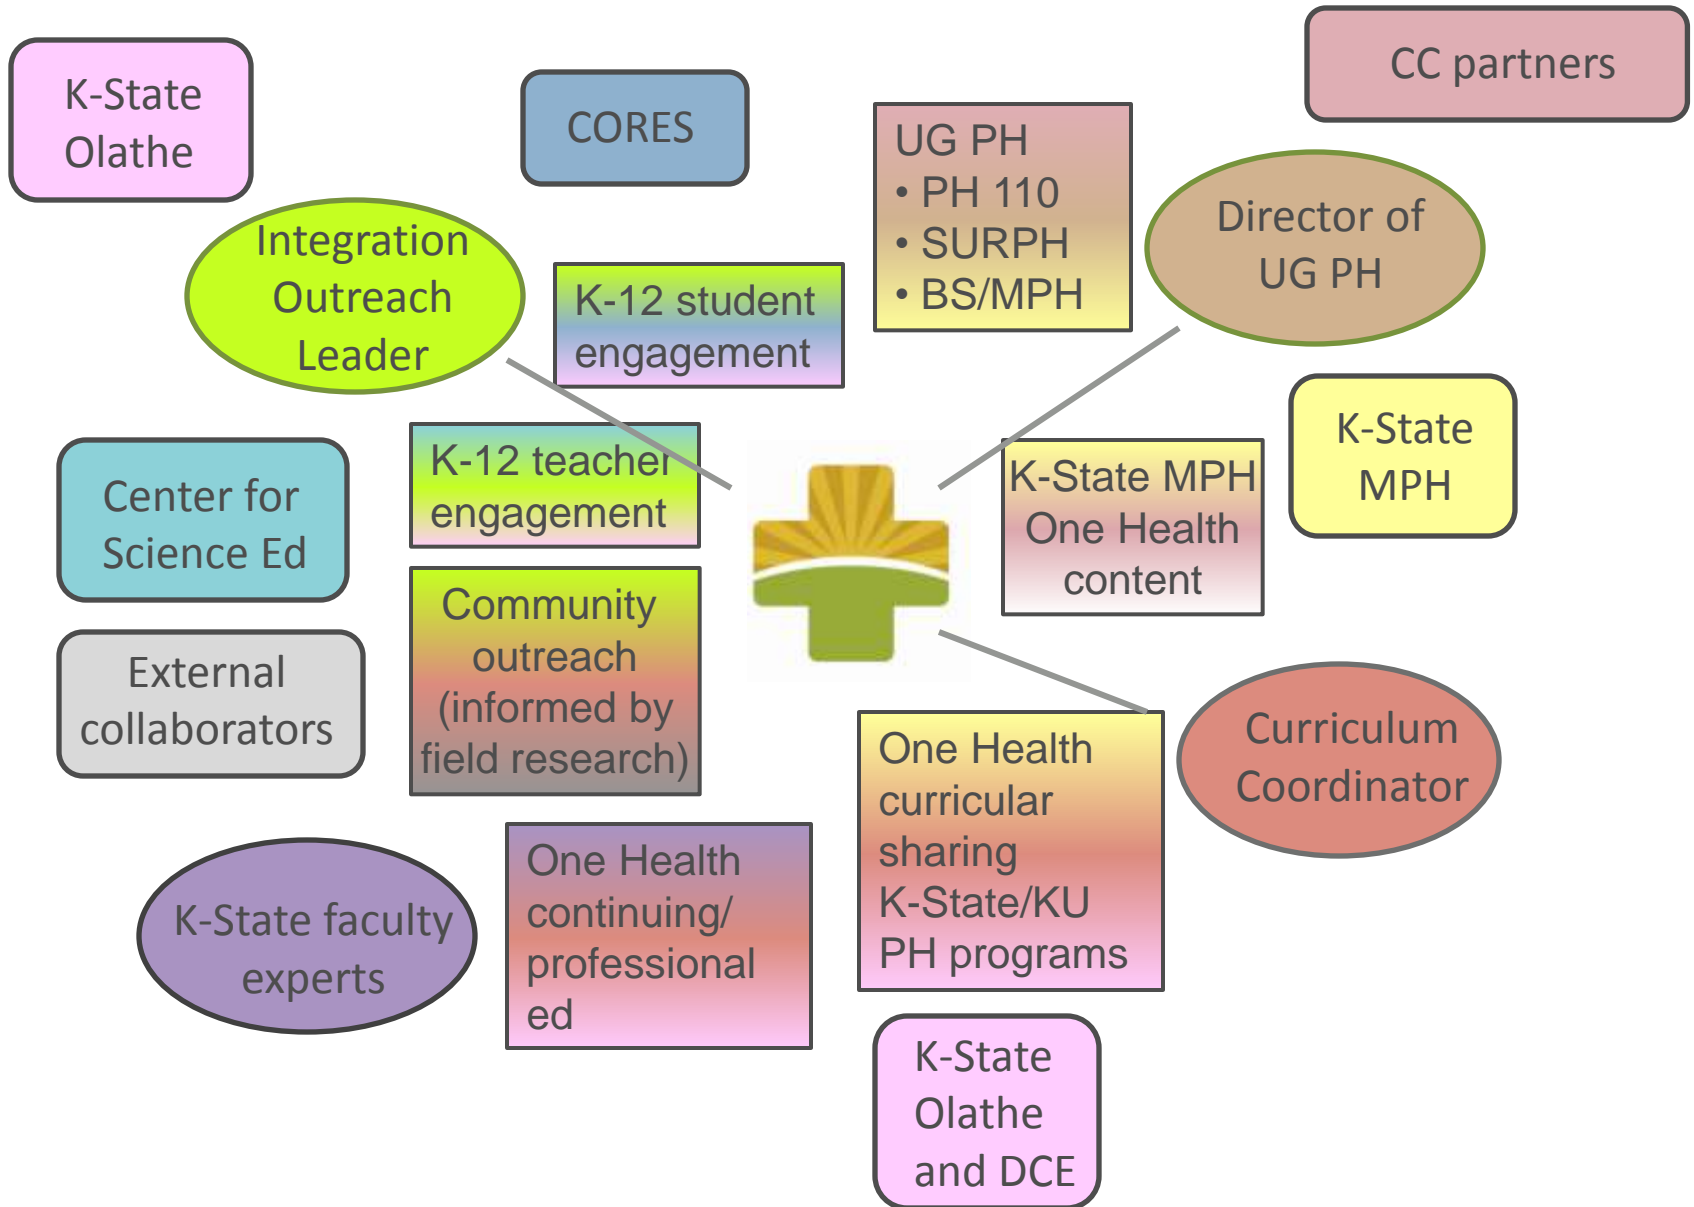 K-State
Olathe
CORES
CC partners
UG PH
• PH 110
• SURPH
• BS/MPH
Director of
UG PH
Integration
Outreach
Leader
K-12 student
engagement
K-12 teacher
engagement
K-State MPH
One Health
content
K-State
MPH
Center for
Science Ed
Community
outreach
(informed by
field research)
External
collaborators
One Health
curricular
sharing
K-State/KU
PH programs
Curriculum
Coordinator
K-State faculty
experts
One Health
continuing/
professional
ed
K-State
Olathe
and DCE